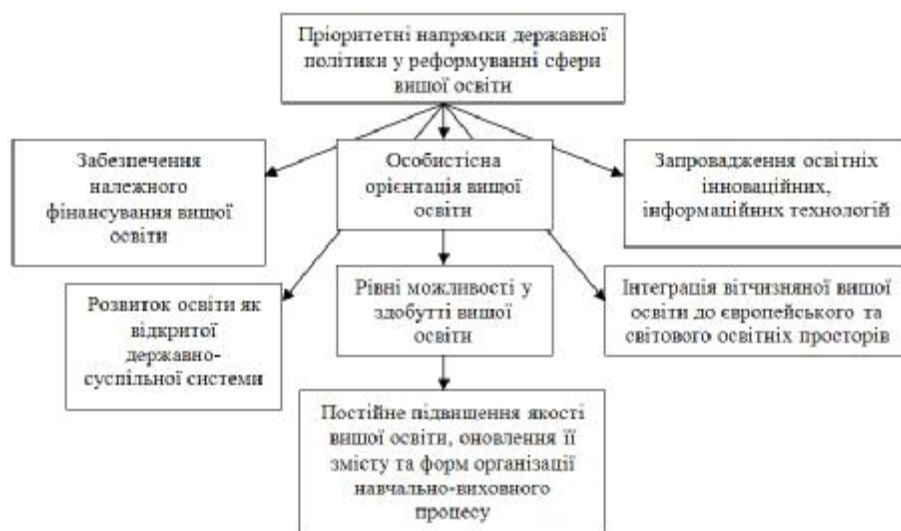 Пріоритетні напрямки державної
політики у реформуванні сфери
вищої освіти
Забезпечення
належного
фінансування вищої
освіти
Особистісна
орієнтація вищої
освіти
Запровадження освітніх
інноваційних,
інформаційних технологій
Розвиток освіти як
відкритої
державно-
суспільної системи
Рівні можливості у
здобутті вищої
освіти
Інтеграція вітчизняної вищої
освіти до європейського та
світового освітніх просторів
Постійне підвищення якості
вищої освіти, оновлення її
змісту та форм організації
навчально-виховного
процесу